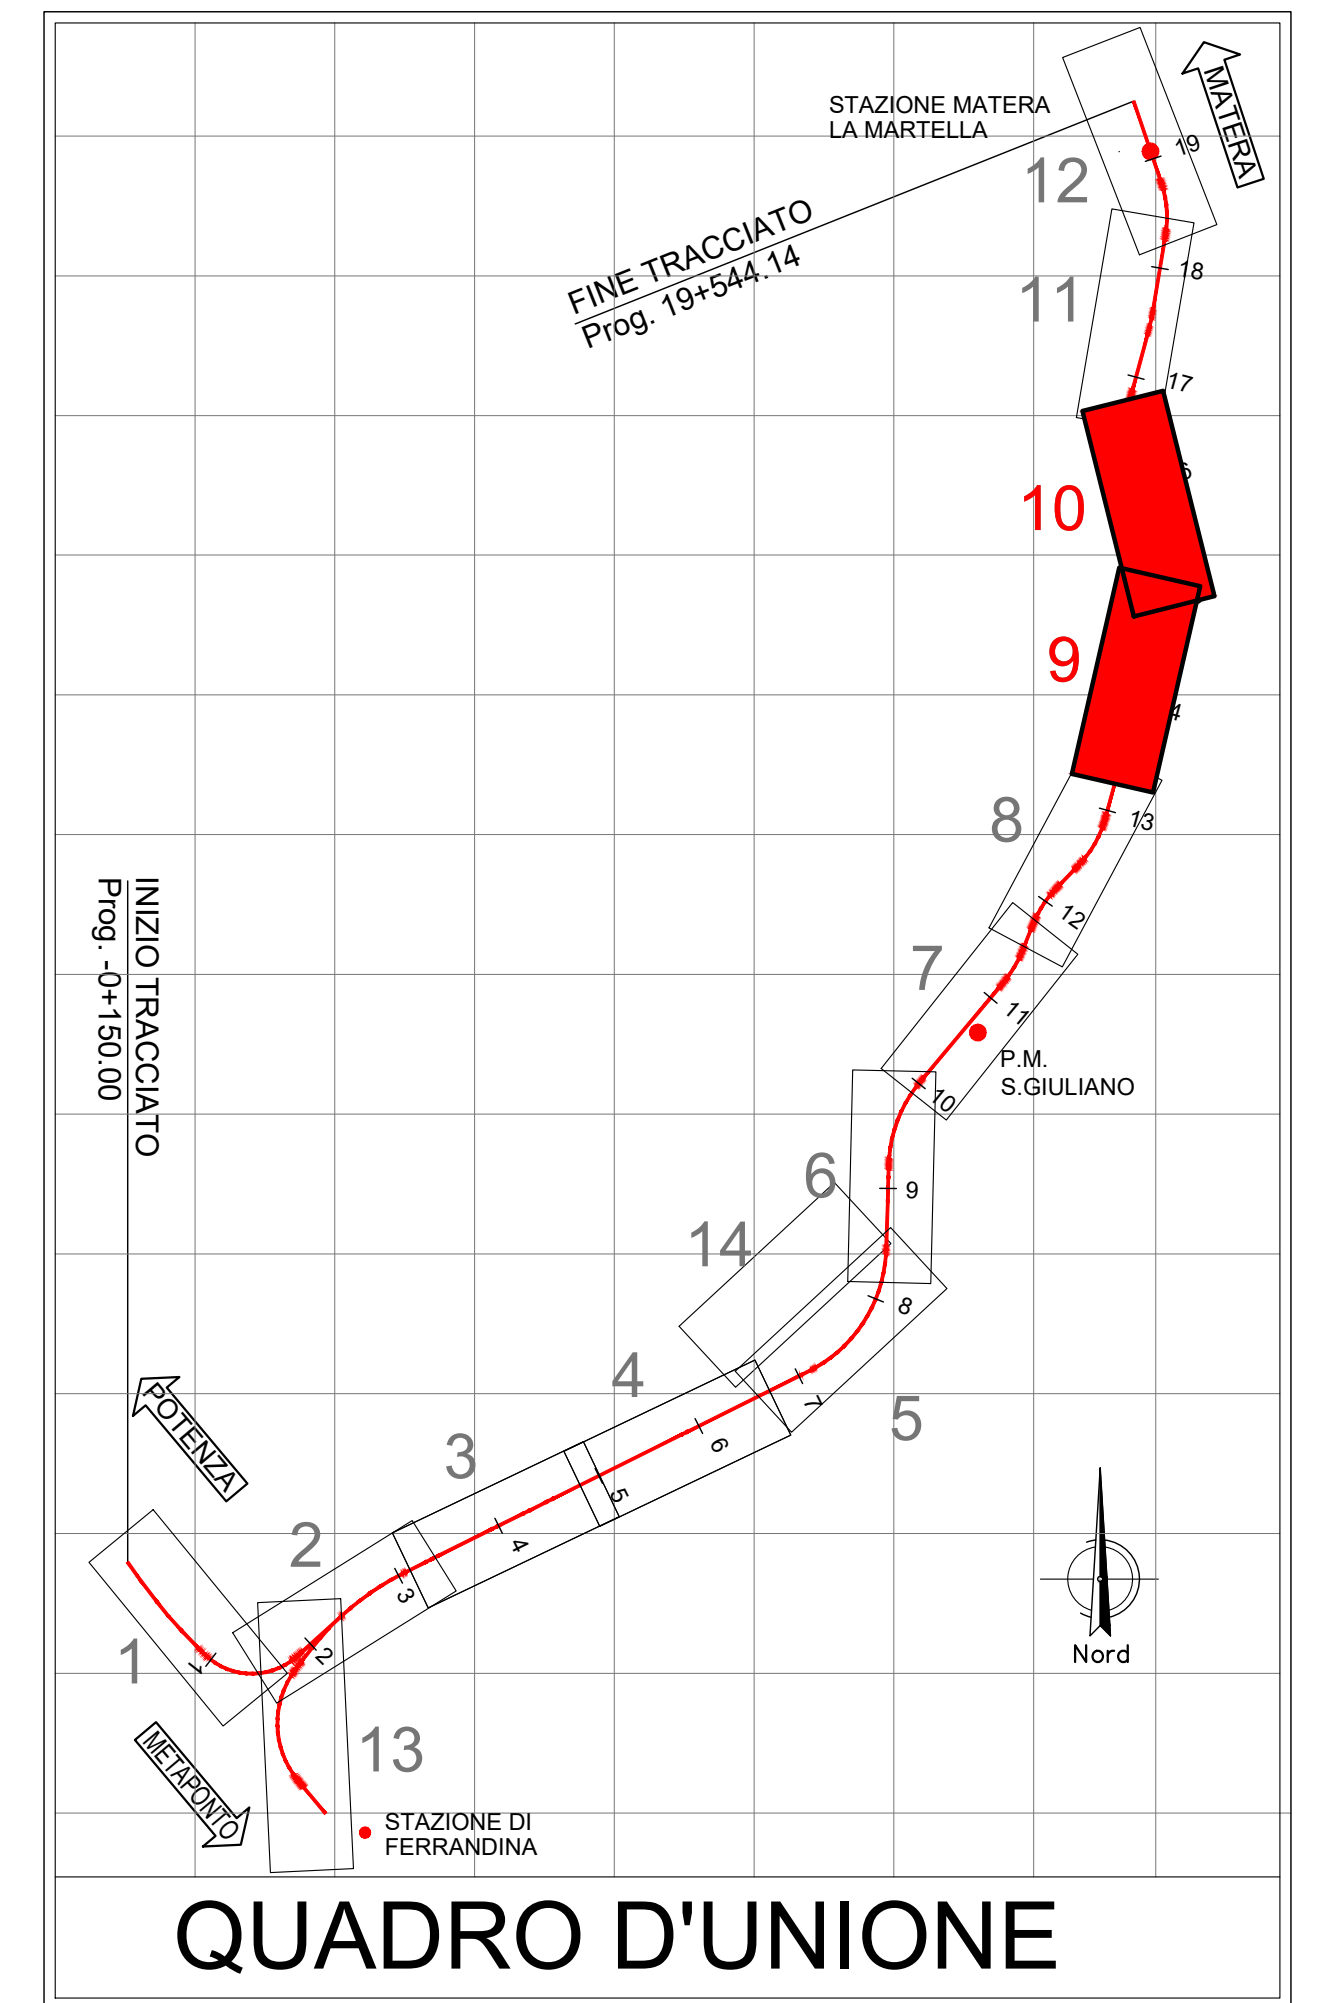 MATERA
STAZIONE MATERA
LA MARTELLA
19
12
FINE TRACCIATO
Prog. 19+544.14
18
11
17
10
9
13
8
12
7
11
P.M.
S.GIULIANO
10
INIZIO TRACCIATO
Prog. -0+150.00
6
9
14
8
4
7
5
POTENZA
6
3
5
4
2
3
2
1
1
Nord
13
METAPONTO
STAZIONE DI
FERRANDINA
QUADRO D'UNIONE